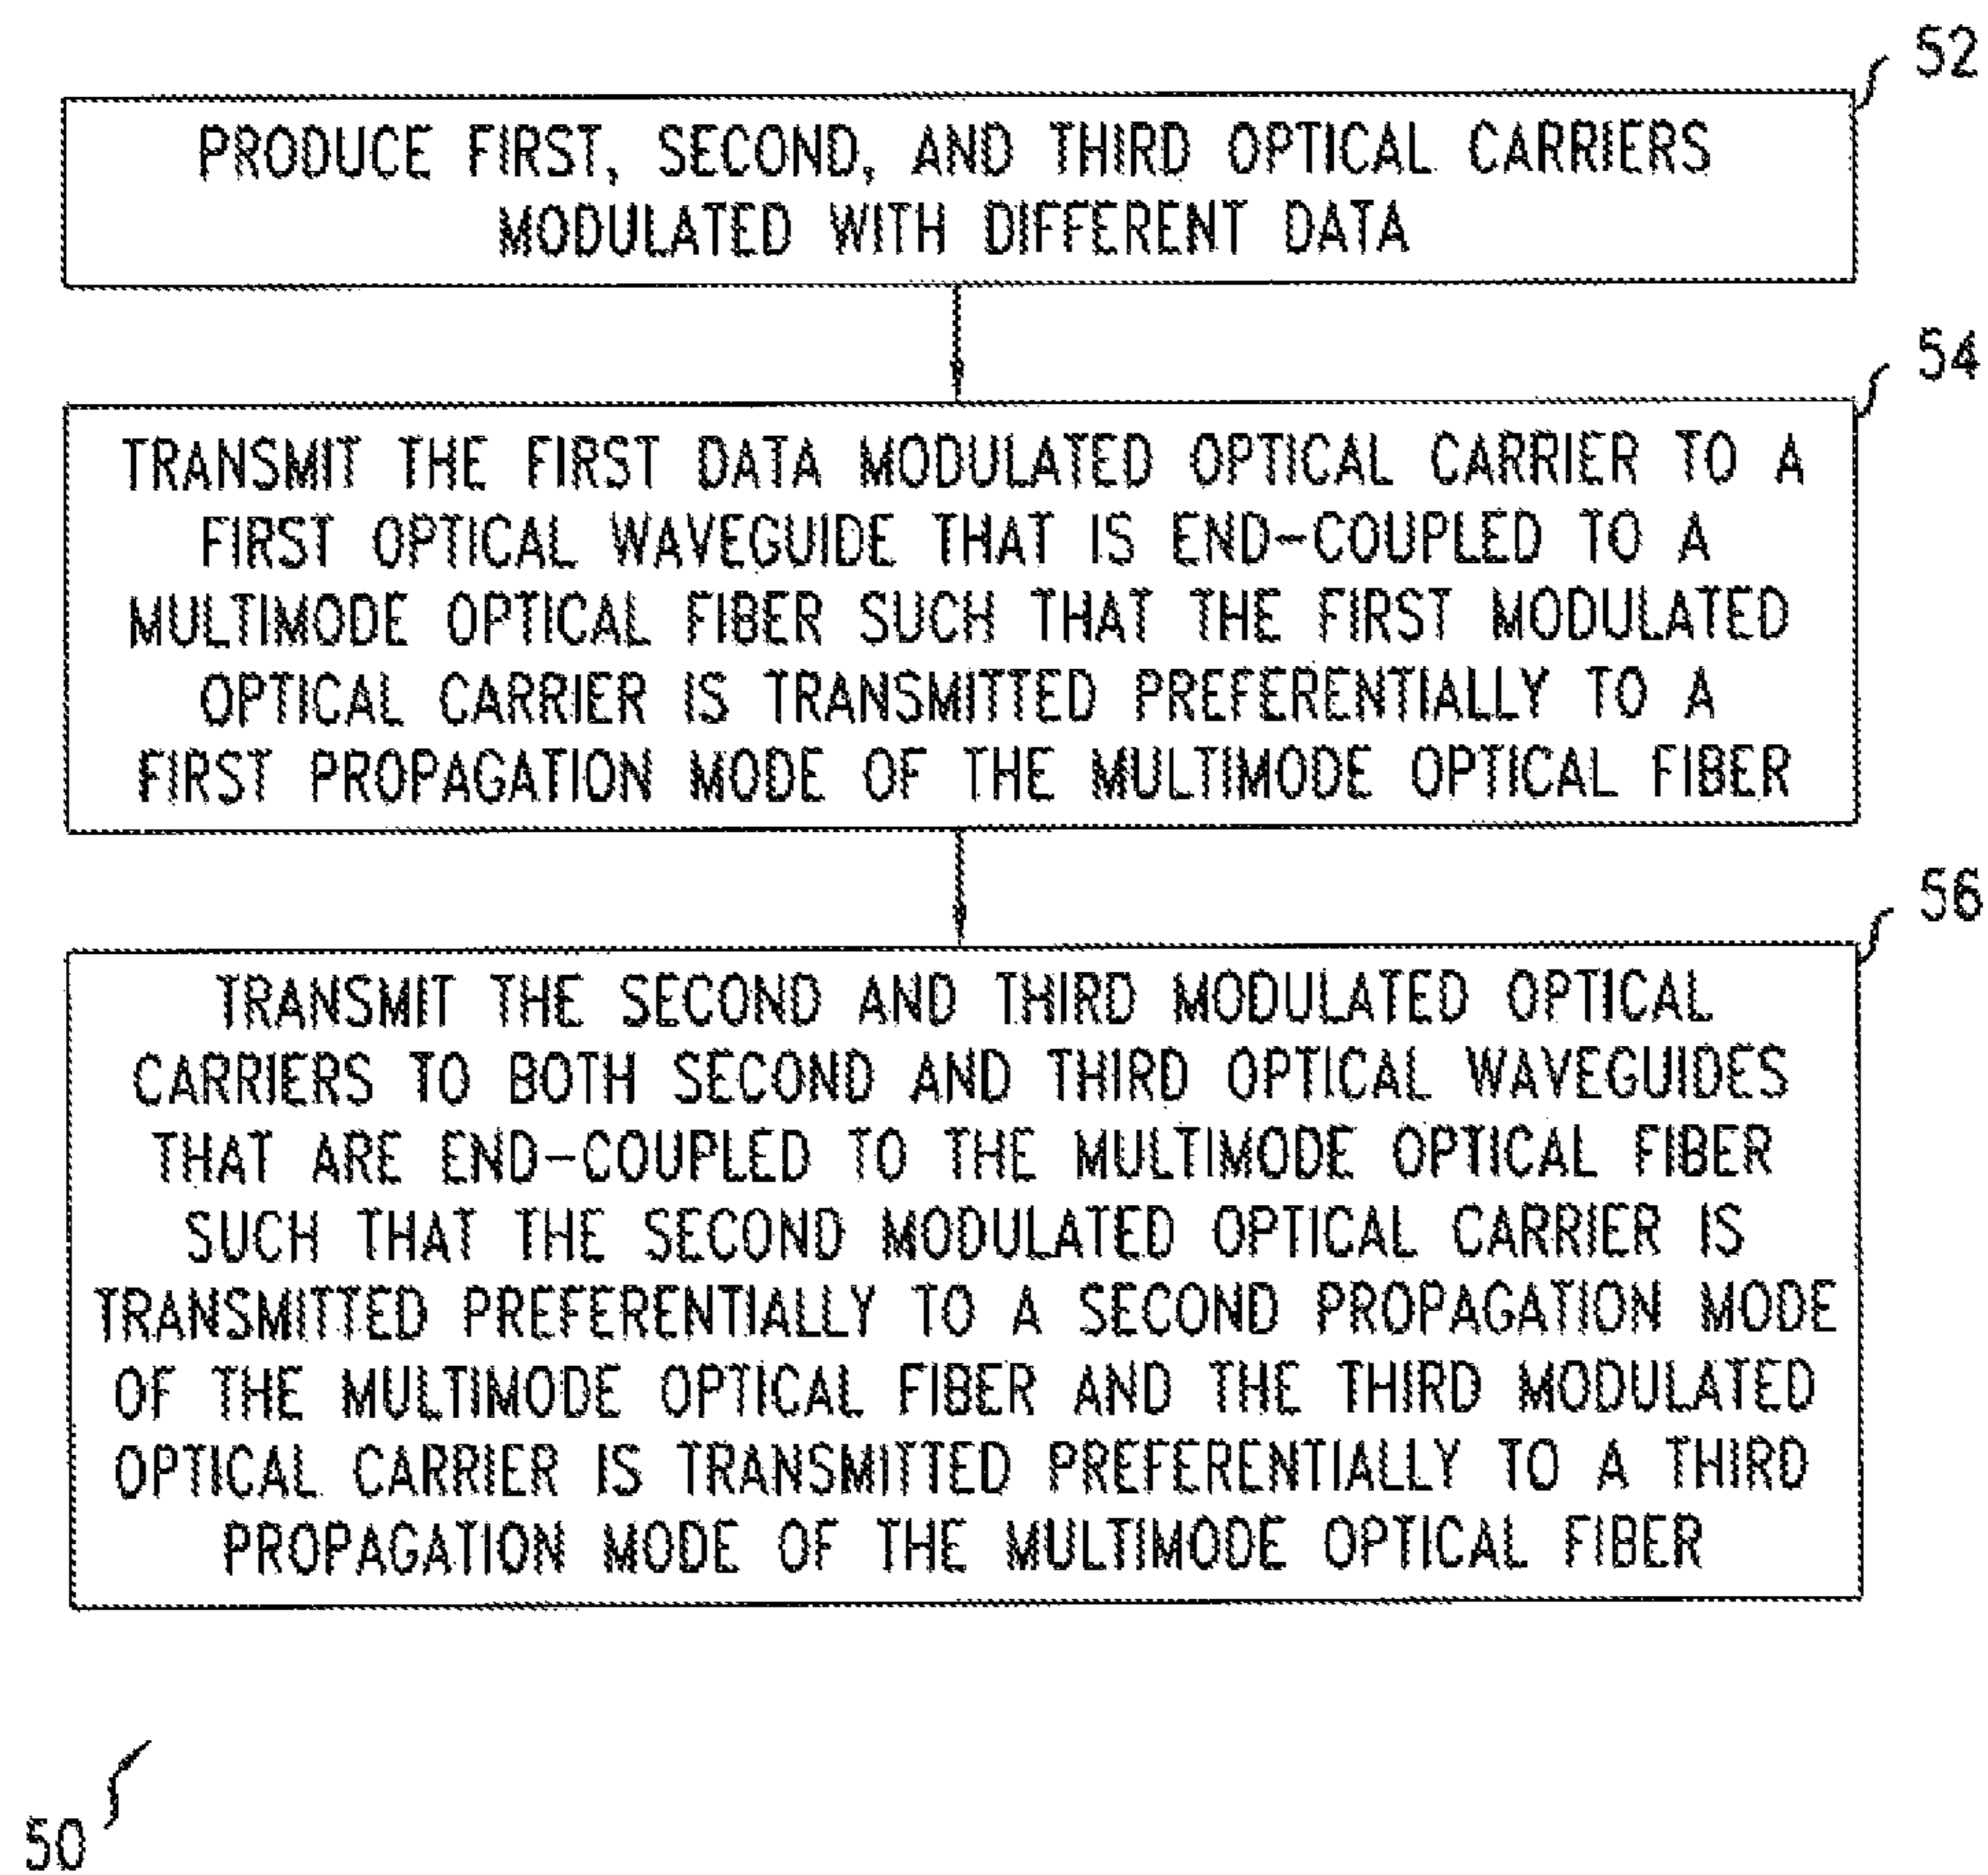 52
PRODUCE FIRST, SECOND, AND THIRD OPTICAL CARRIERS
MODULATED WITH DIFFERENT DATA
54
TRANSMIT THE FIRST DATA MODULATED OPTICAL CARRIER TO A
FIRST OPTICAL WAVEGUIDE THAT IS END-COUPLED TO A
MULTIMODE OPTICAL FIBER SUCH THAT THE FIRST MODULATED
OPTICAL CARRIER IS TRANSMITTED PREFERENTIALLY TO A
FIRST PROPAGATION MODE OF THE MULTIMODE OPTICAL FIBER
56
TRANSMIT THE SECOND AND THIRD MODULATED OPTICAL
CARRIERS TO BOTH SECOND AND THIRD OPTICAL WAVEGUIDES
THAT ARE END-COUPLED TO THE MULTIMODE OPTICAL FIBER
SUCH THAT THE SECOND MODULATED OPTICAL CARRIER IS
TRANSMITTED PREFERENTIALLY TO A SECOND PROPAGATION MODE
OF THE MULTIMODE OPTICAL FIBER AND THE THIRD MODULATED
OPTICAL CARRIER IS TRANSMITTED PREFERENTIALLY TO A THIRD
PROPAGATION MODE OF THE MULTIMODE OPTICAL FIBER
50